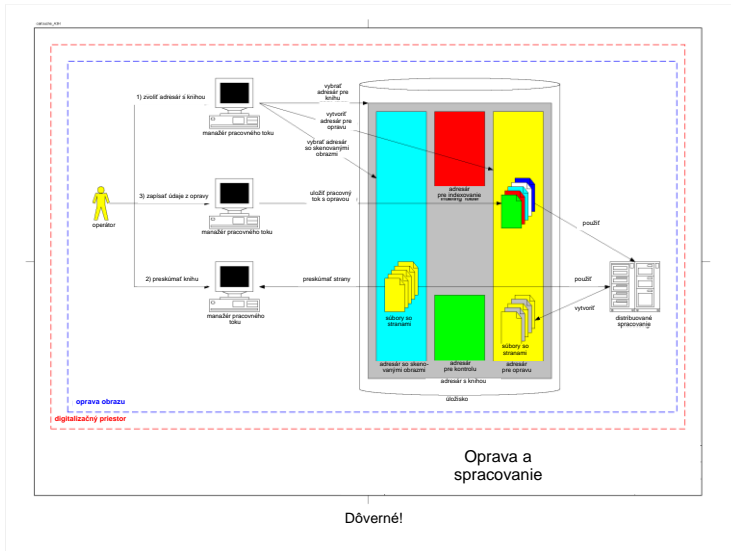 1) zvoliť adresár s knihou
manažér pracovného toku
vybrať
adresár pre
knihu
vytvoriť
adresár pre
opravu
vybrať adresár
so skenovanými
obrazmi
adresár
pre indexovanie
operátor
3) zapísať údaje z opravy
manažér pracovného toku
uložiť pracovný
tok s opravou
použiť
2) preskúmať knihu
manažér pracovného
toku
preskúmať strany
súbory so
stranami
použiť
vytvoriť
distribuované
spracovanie
súbory so
stranami
adresár so skeno-
vanými obrazmi
adresár
pre kontrolu
adresár
pre opravu
adresár s knihou
úložisko
oprava obrazu
digitalizačný priestor
Oprava a
spracovanie
Dôverné!